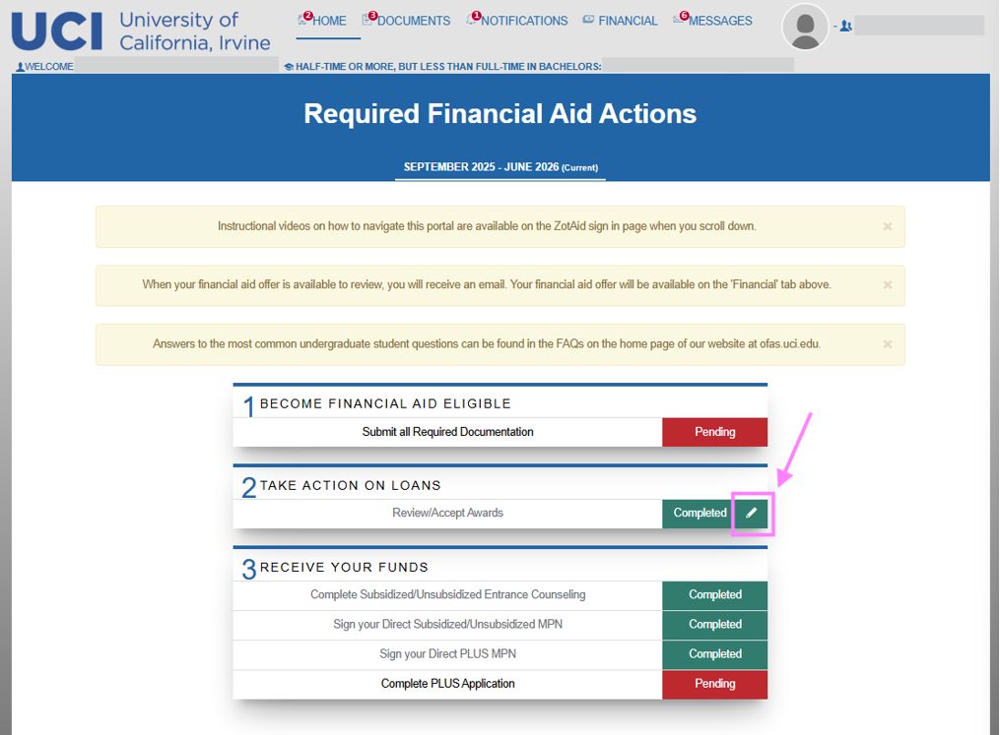 UCI University of
California, Irvine
2 HOME 3 DOCUMENTS 1 NOTIFICATIONS FINANCIAL 6 MESSAGES
-
WELCOME HALF-TIME OR MORE, BUT LESS THAN FULL-TIME IN BACHELORS:
Required Financial Aid Actions
SEPTEMBER 2025 - JUNE 2026 (Current)
Instructional videos on how to navigate this portal are available on the ZotAid sign in page when you scroll down. ×
When your financial aid offer is available to review, you will receive an email. Your financial aid offer will be available on the 'Financial' tab above. ×
Answers to the most common undergraduate student questions can be found in the FAQs on the home page of our website at ofas.uci.edu. ×
1 BECOME FINANCIAL AID ELIGIBLE
Submit all Required Documentation Pending
2 TAKE ACTION ON LOANS
Review/Accept Awards Completed
3 RECEIVE YOUR FUNDS
Complete Subsidized/Unsubsidized Entrance Counseling Completed
Sign your Direct Subsidized/Unsubsidized MPN Completed
Sign your Direct PLUS MPN Completed
Complete PLUS Application Pending